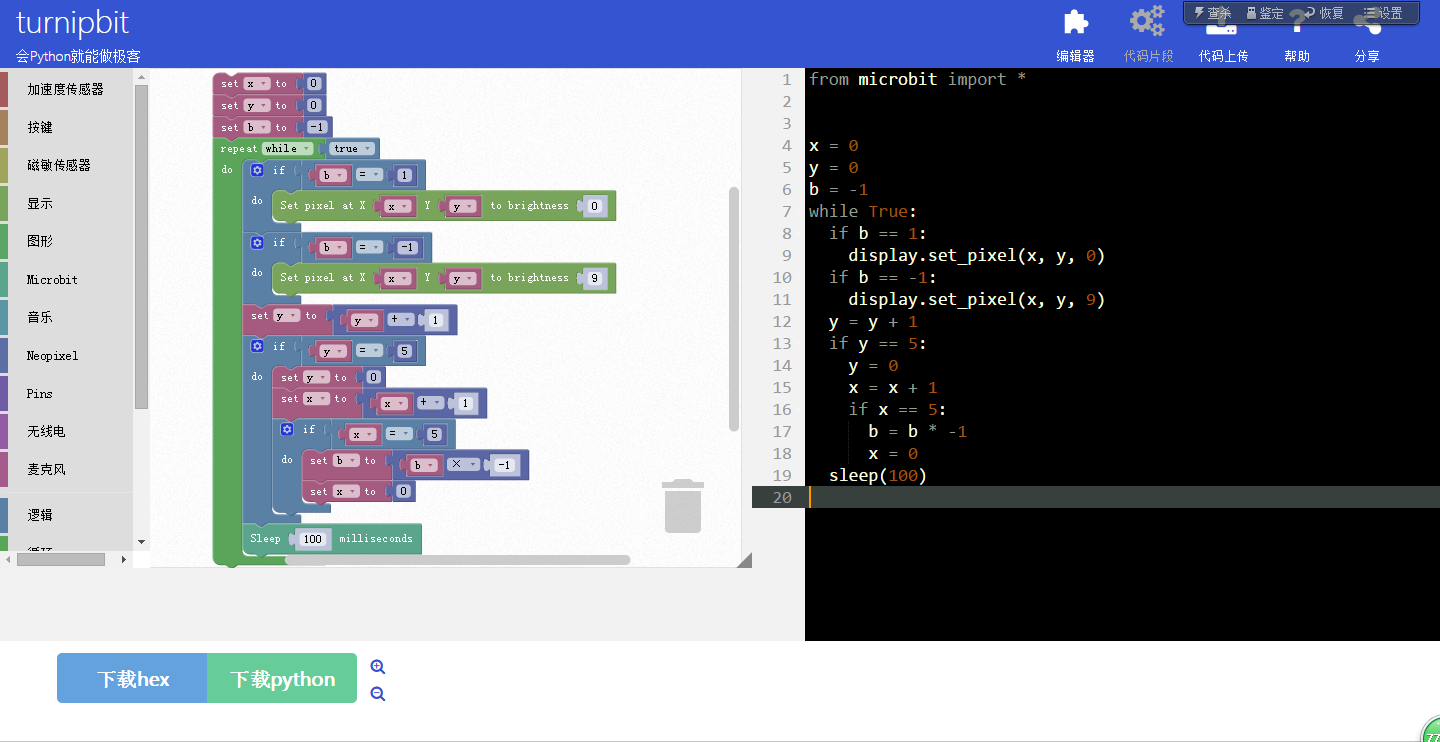 turnipbit
会Python就能做极客
编辑器
代码片段
代码上传
帮助
分享
查杀
鉴定
恢复
设置
加速度传感器
按键
磁敏传感器
显示
图形
Microbit
音乐
Neopixel
Pins
无线电
麦克风
逻辑
set x to 0
set y to 0
set b to -1
repeat while true
do if b = 1
do Set pixel at X x Y y to brightness 0
if b = -1
do Set pixel at X x Y y to brightness 9
set y to y + 1
if y = 5
do set y to 0
set x to x + 1
if x = 5
do set b to b × -1
set x to 0
Sleep 100 milliseconds
1 from microbit import *
2
3
4 x = 0
5 y = 0
6 b = -1
7 while True:
8 if b == 1:
9 display.set_pixel(x, y, 0)
10 if b == -1:
11 display.set_pixel(x, y, 9)
12 y = y + 1
13 if y == 5:
14 y = 0
15 x = x + 1
16 if x == 5:
17 b = b * -1
18 x = 0
19 sleep(100)
20
下载hex
下载python